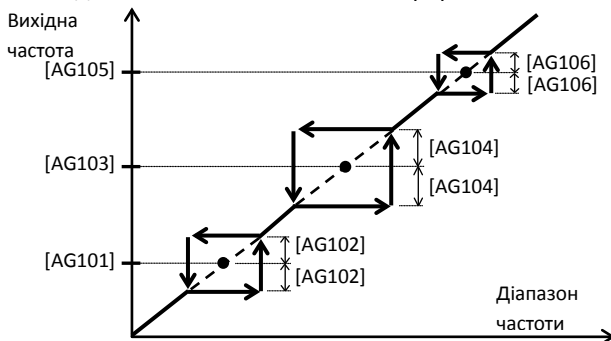 Вихідна
частота
[AG105]
[AG106]
[AG106]
[AG103]
[AG104]
[AG104]
[AG101]
[AG102]
[AG102]
Діапазон
частоти